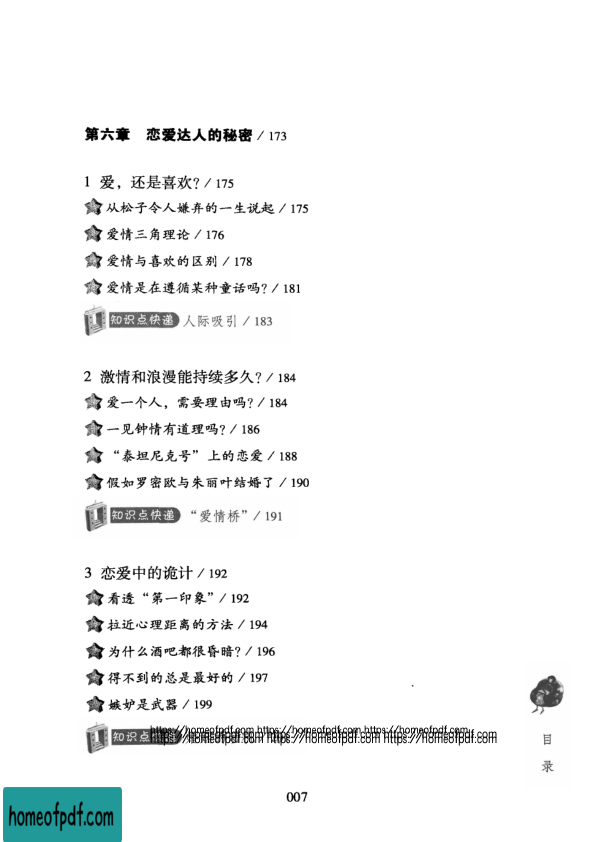 第六章 恋爱达人的秘密 / 173
1 爱，还是喜欢? / 175
从松子令人嫌弃的一生说起 / 175
爱情三角理论 / 176
爱情与喜欢的区别 / 178
爱情是在遵循某种童话吗? / 181
知识点快递 人际吸引 / 183
2 激情和浪漫能持续多久? / 184
爱一个人，需要理由吗? / 184
一见钟情有道理吗? / 186
“泰坦尼克号”上的恋爱 / 188
假如罗密欧与朱丽叶结婚了 / 190
知识点快递 “爱情桥” / 191
3 恋爱中的诡计 / 192
看透“第一印象” / 192
拉近心理距离的方法 / 194
为什么酒吧都很昏暗? / 196
得不到的总是最好的 / 197
嫉妒是武器 / 199
知识点快递
https://homeofpdf.com https://homeofpdf.com https://homeofpdf.com
https://homeofpdf.com https://homeofpdf.com https://homeofpdf.com
目录
007
homeofpdf.com